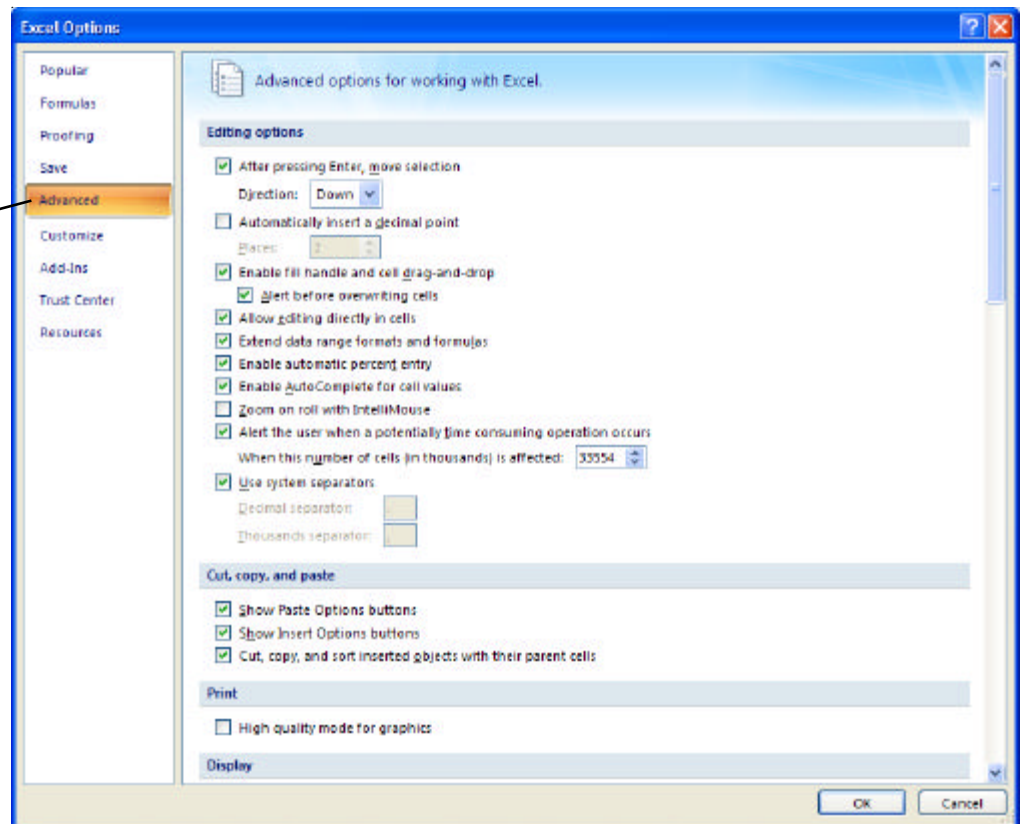 Excel Options
Popular
Formulas
Proofing
Save
Advanced
Customize
Add-Ins
Trust Center
Resources
Advanced options for working with Excel.
Editing options
After pressing Enter, move selection
Direction: Down
Automatically insert a decimal point
Places: 2
Enable fill handle and cell drag-and-drop
Alert before overwriting cells
Allow editing directly in cells
Extend data range formats and formulas
Enable automatic percent entry
Enable AutoComplete for cell values
Zoom on roll with IntelliMouse
Alert the user when a potentially time consuming operation occurs
When this number of cells (in thousands) is affected: 33554
Use system separators
Decimal separator:
Thousands separator:
Cut, copy, and paste
Show Paste Options buttons
Show Insert Options buttons
Cut, copy, and sort inserted objects with their parent cells
Print
High quality mode for graphics
Display
OK Cancel